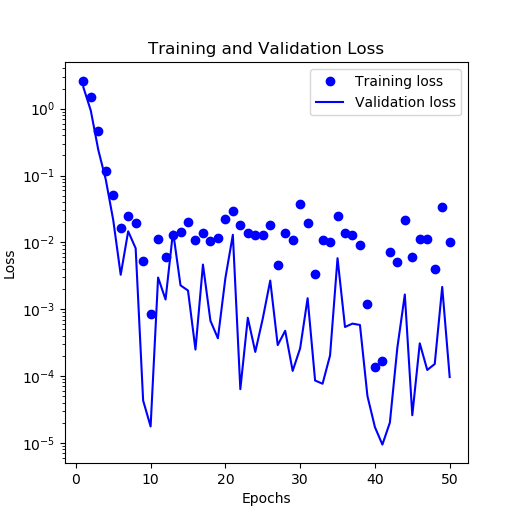 Training and Validation Loss
Training loss
Validation loss
Loss
10^0
10^-1
10^-2
10^-3
10^-4
10^-5
0 10 20 30 40 50
Epochs